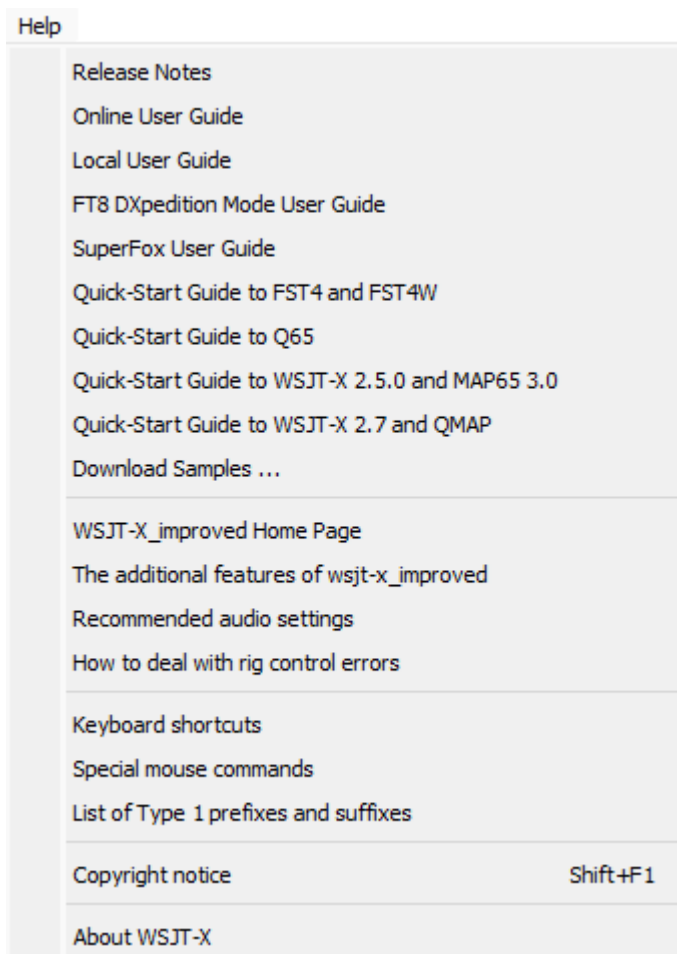 Help
Release Notes
Online User Guide
Local User Guide
FT8 DXpedition Mode User Guide
SuperFox User Guide
Quick-Start Guide to FST4 and FST4W
Quick-Start Guide to Q65
Quick-Start Guide to WSJT-X 2.5.0 and MAP65 3.0
Quick-Start Guide to WSJT-X 2.7 and QMAP
Download Samples ...
WSJT-X_improved Home Page
The additional features of wsjt-x_improved
Recommended audio settings
How to deal with rig control errors
Keyboard shortcuts
Special mouse commands
List of Type 1 prefixes and suffixes
Copyright notice Shift+F1
About WSJT-X